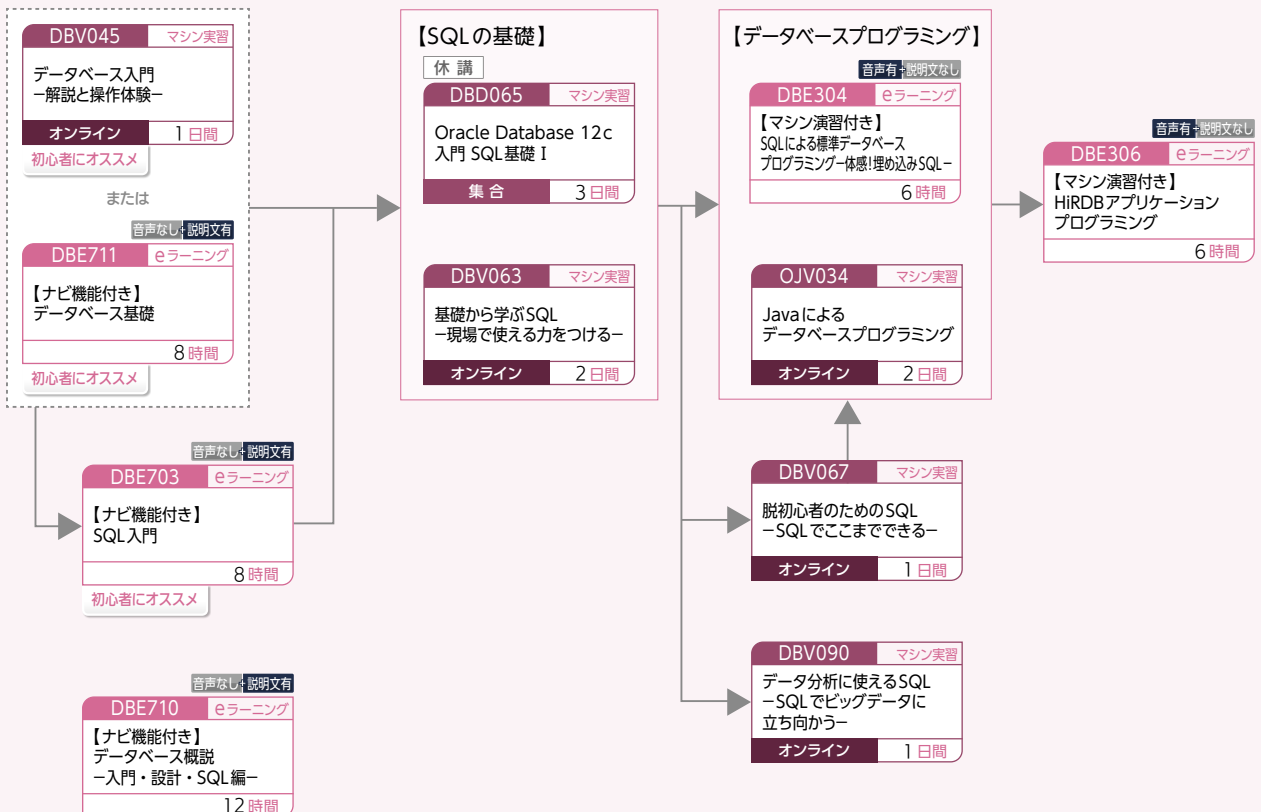 DBV045 マシン実習
データベース入門
−解説と操作体験−
オンライン 1日間
初心者にオススメ
または
音声なし+説明文有
DBE711 eラーニング
【ナビ機能付き】
データベース基礎
8時間
初心者にオススメ
音声なし+説明文有
DBE703 eラーニング
【ナビ機能付き】
SQL入門
8時間
初心者にオススメ
音声なし+説明文有
DBE710 eラーニング
【ナビ機能付き】
データベース概説
−入門・設計・SQL編−
12時間
【SQLの基礎】
休 講
DBD065 マシン実習
Oracle Database 12c
入門 SQL基礎Ⅰ
集 合 3日間
DBV063 マシン実習
基礎から学ぶSQL
−現場で使える力をつける−
オンライン 2日間
【データベースプログラミング】
音声有+説明文なし
DBE304 eラーニング
【マシン演習付き】
SQLによる標準データベース
プログラミング−体感!埋め込みSQL−
6時間
OJV034 マシン実習
Javaによる
データベースプログラミング
オンライン 2日間
DBV067 マシン実習
脱初心者のためのSQL
−SQLでここまでできる−
オンライン 1日間
DBV090 マシン実習
データ分析に使えるSQL
−SQLでビッグデータに
立ち向かう−
オンライン 1日間
音声有+説明文なし
DBE306 eラーニング
【マシン演習付き】
HiRDBアプリケーション
プログラミング
6時間